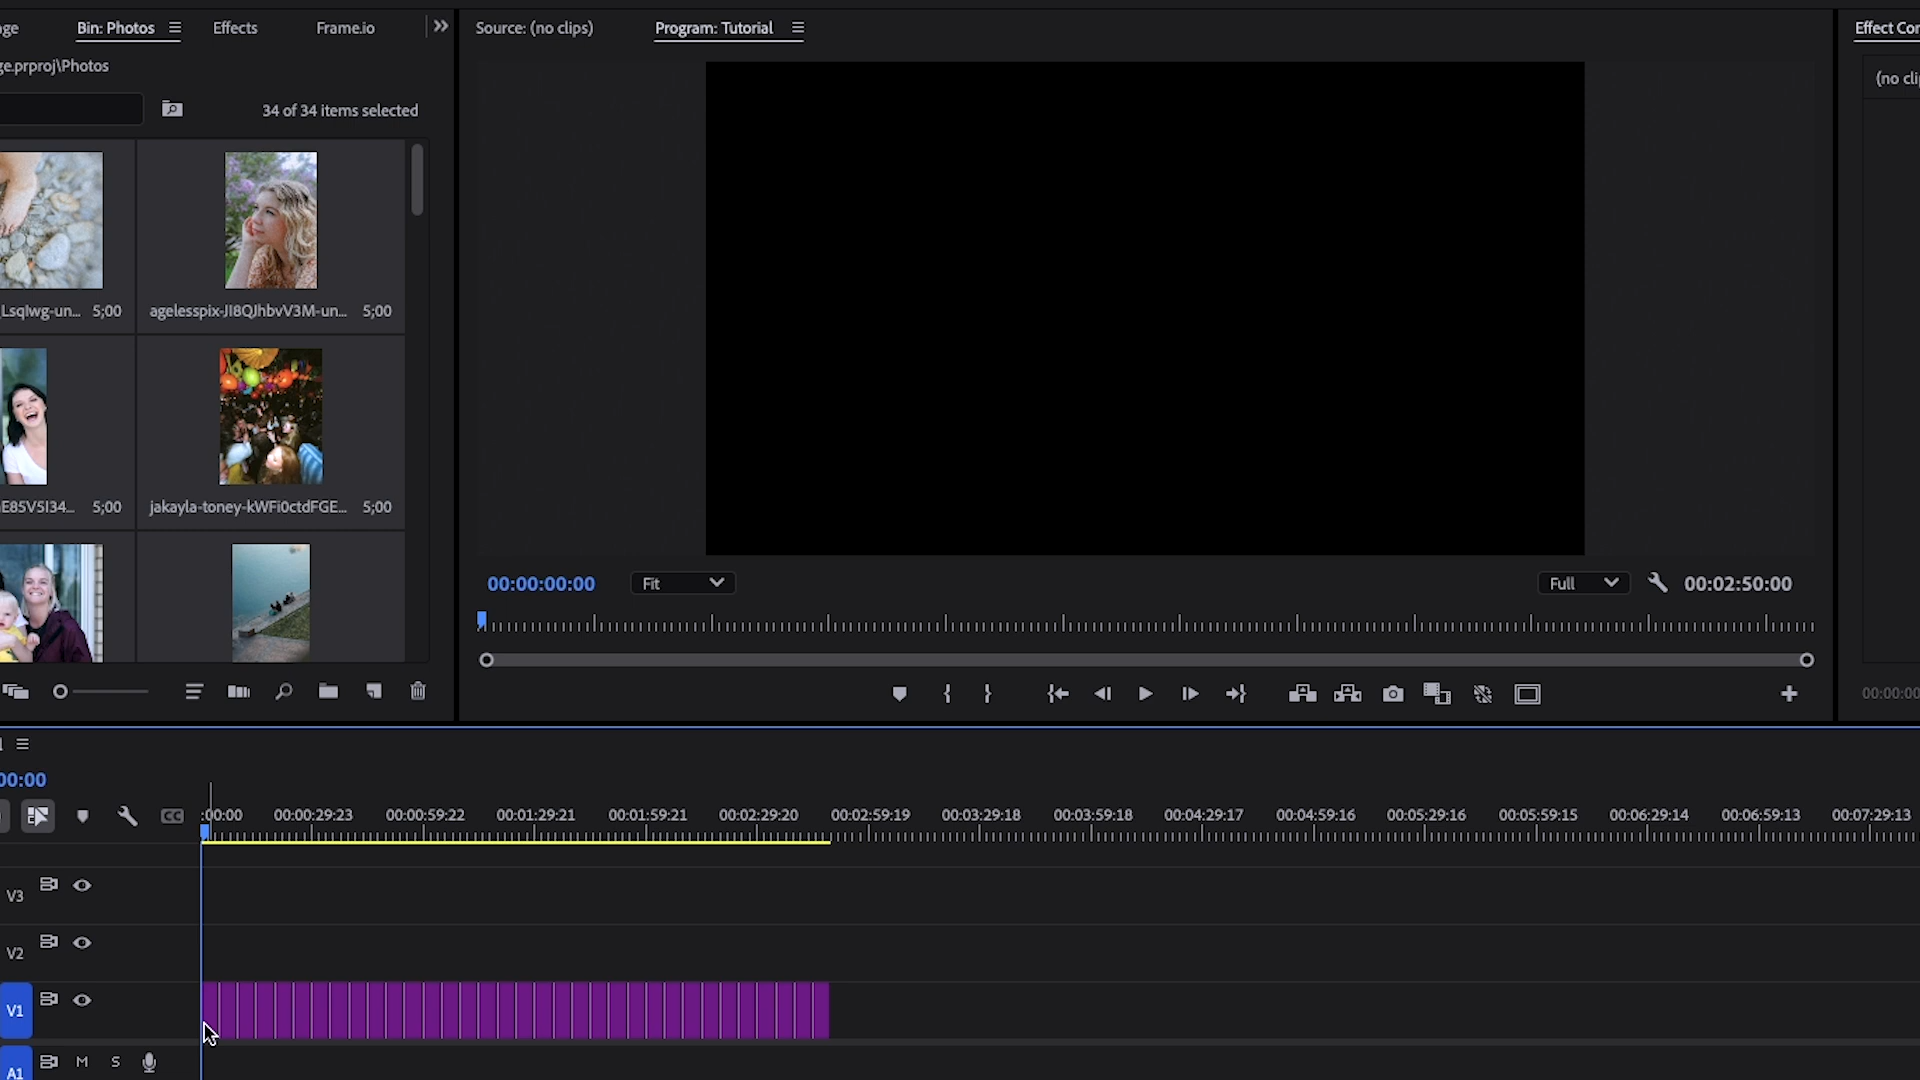 ge
Bin: Photos
Effects
Frame.io
Source: (no clips)
Program: Tutorial
Effect Con
ge.prproj\Photos
(no cli
34 of 34 items selected
Lsqlwg-un... 5;00
agelesspix-JI8QJhbvV3M-un... 5;00
E85V5I34... 5;00
jakayla-toney-kWFi0ctdFGE... 5;00
00:00:00:00
Fit
Full
00:02:50:00
00:00:00
00:00
CC
:00:00
00:00:29:23
00:00:59:22
00:01:29:21
00:01:59:21
00:02:29:20
00:02:59:19
00:03:29:18
00:03:59:18
00:04:29:17
00:04:59:16
00:05:29:16
00:05:59:15
00:06:29:14
00:06:59:13
00:07:29:13
V3
V2
V1
A1
M
S